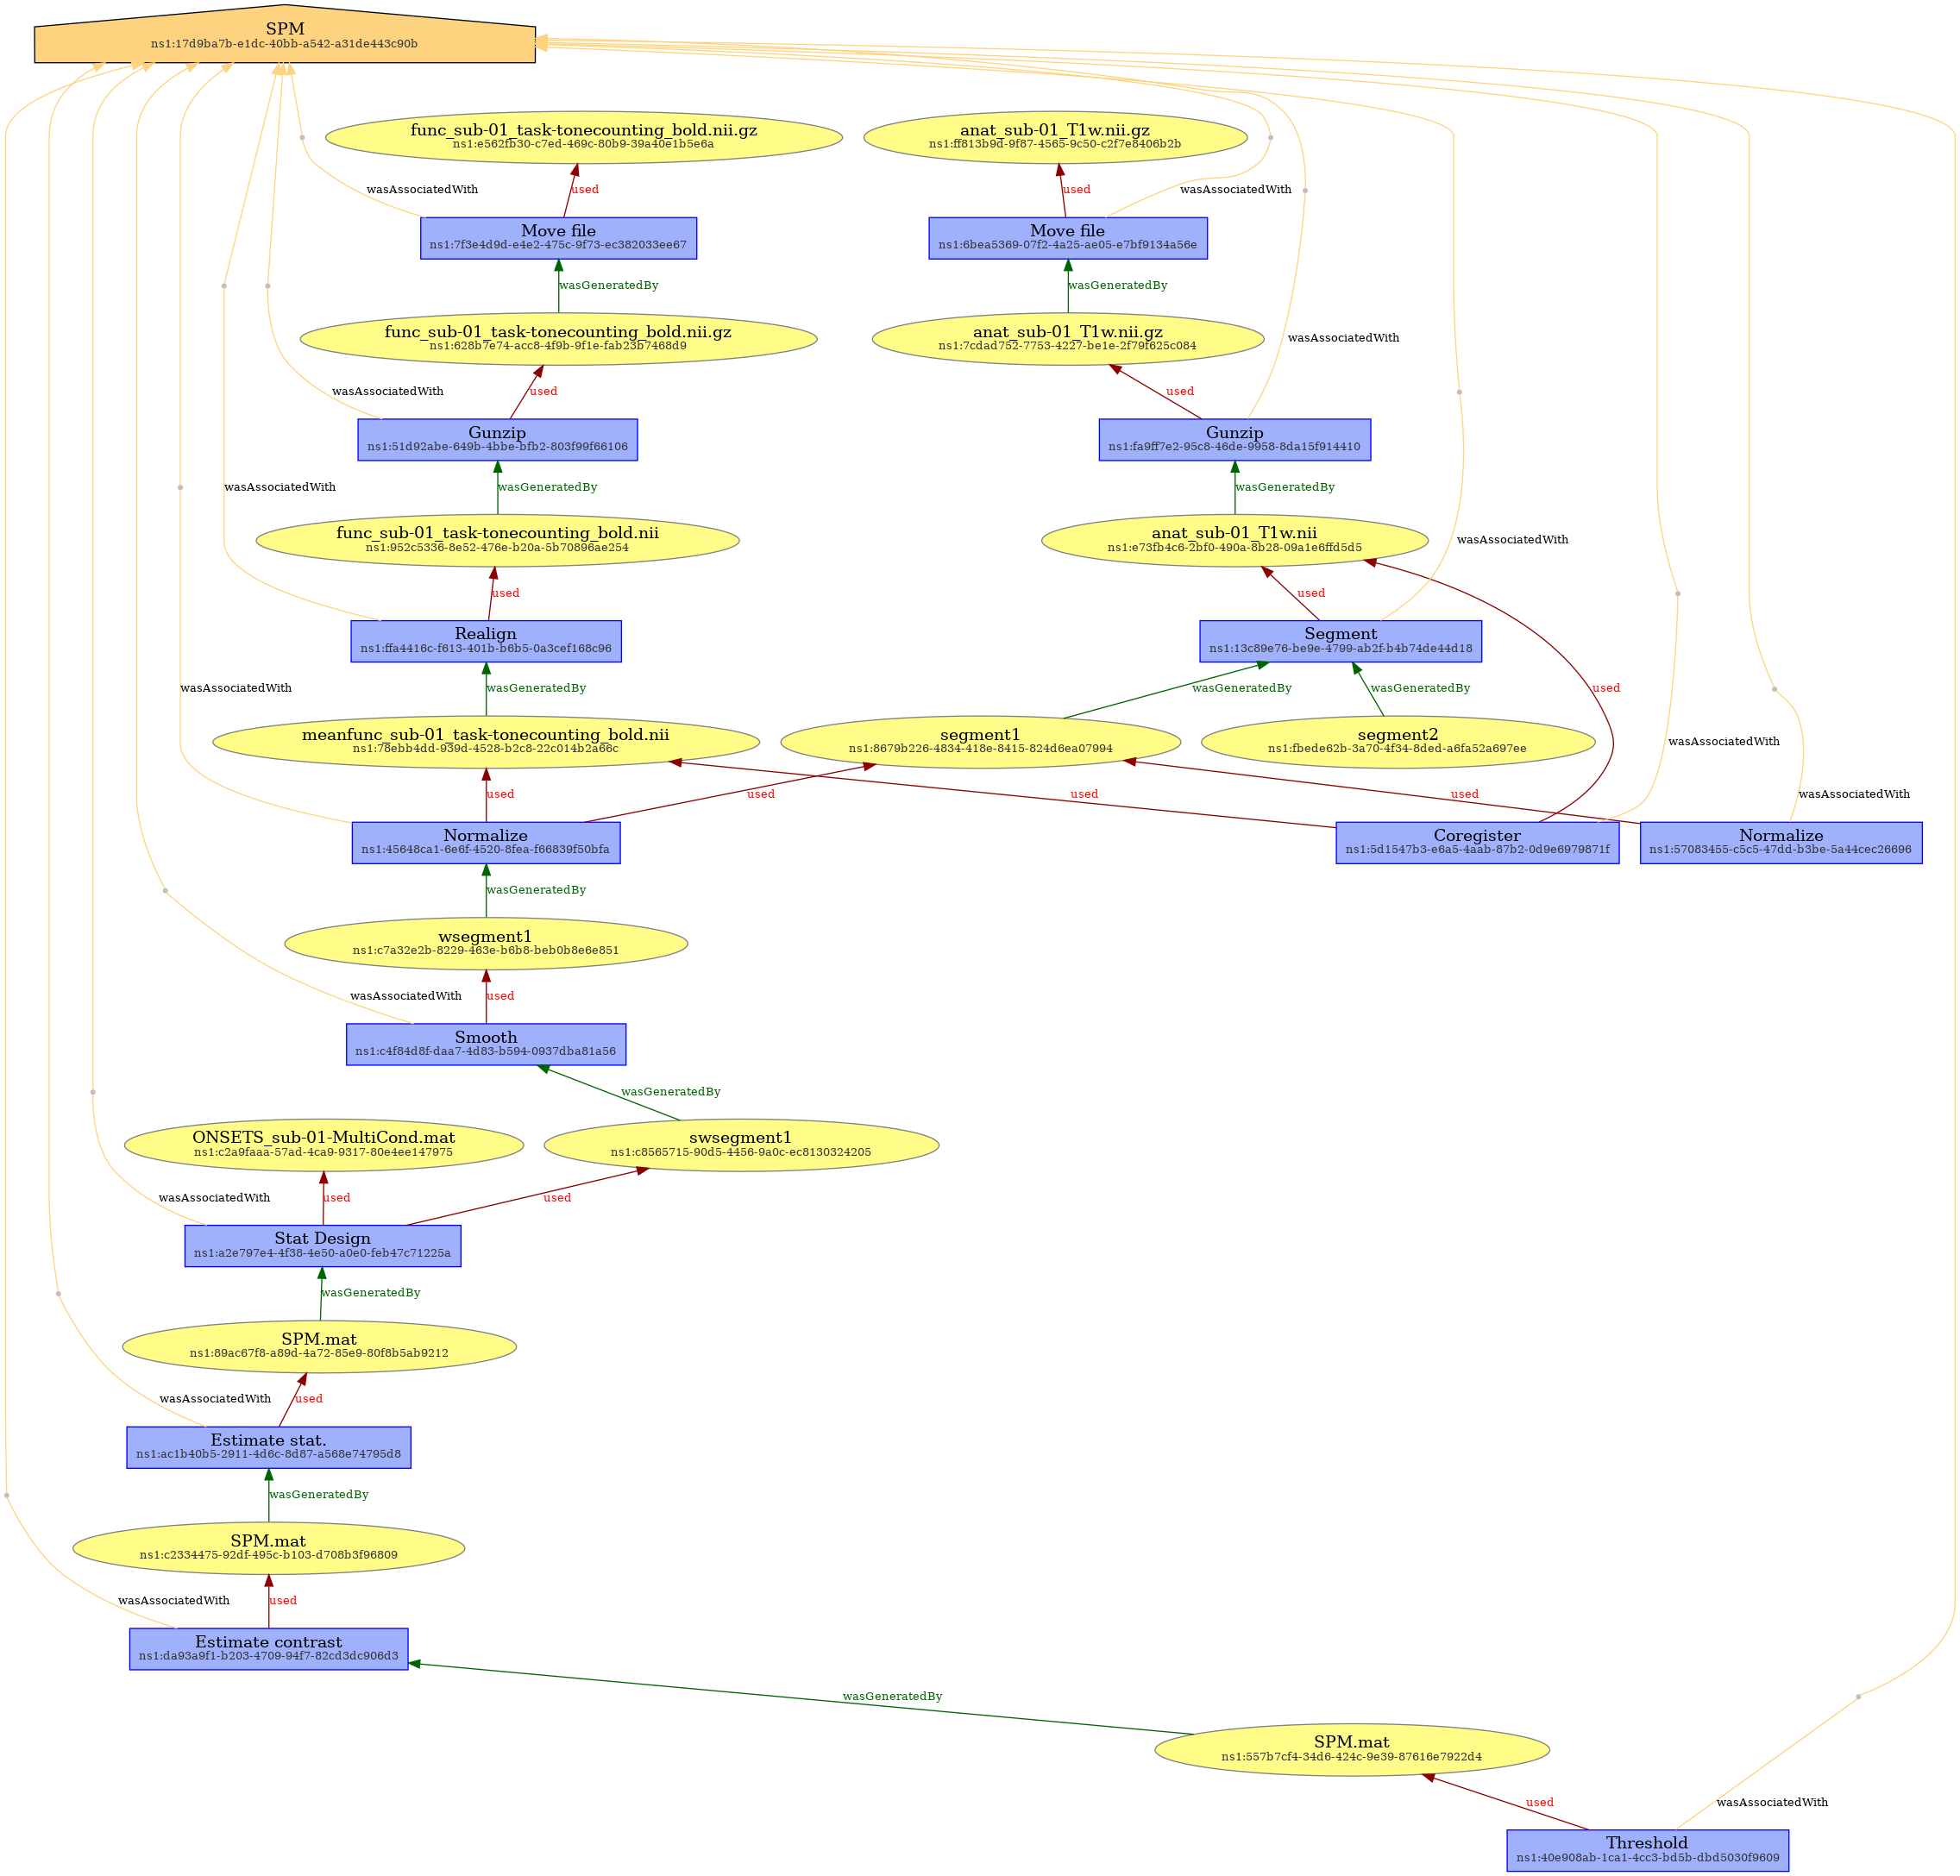 SPM
ns1:17d9ba7b-e1dc-40bb-a542-a31de443c90b
func_sub-01_task-tonecounting_bold.nii.gz
ns1:e562fb30-c7ed-469c-80b9-39a40e1b5e6a
anat_sub-01_T1w.nii.gz
ns1:ff813b9d-9f87-4565-9c50-c2f7e8406b2b
wasAssociatedWith
used
used
wasAssociatedWith
Move file
ns1:7f3e4d9d-e4e2-475c-9f73-ec382033ee67
Move file
ns1:6bea5369-07f2-4a25-ae05-e7bf9134a56e
wasGeneratedBy
wasGeneratedBy
func_sub-01_task-tonecounting_bold.nii.gz
ns1:628b7e74-acc8-4f9b-9f1e-fab23b7468d9
anat_sub-01_T1w.nii.gz
ns1:7cdad752-7753-4227-be1e-2f79f625c084
wasAssociatedWith
wasAssociatedWith
used
used
Gunzip
ns1:51d92abe-649b-4bbe-bfb2-803f99f66106
Gunzip
ns1:fa9ff7e2-95c8-46de-9958-8da15f914410
wasAssociatedWith
wasGeneratedBy
wasGeneratedBy
func_sub-01_task-tonecounting_bold.nii
ns1:952c5336-8e52-476e-b20a-5b70896ae254
anat_sub-01_T1w.nii
ns1:e73fb4c6-2bf0-490a-8b28-09a1e6ffd5d5
wasAssociatedWith
used
used
Realign
ns1:ffa4416c-f613-401b-b6b5-0a3cef168c96
Segment
ns1:13c89e76-be9e-4799-ab2f-b4b74de44d18
wasAssociatedWith
wasGeneratedBy
wasGeneratedBy
wasGeneratedBy
used
meanfunc_sub-01_task-tonecounting_bold.nii
ns1:78ebb4dd-939d-4528-b2c8-22c014b2a66c
segment1
ns1:8679b226-4834-418e-8415-824d6ea07994
segment2
ns1:fbede62b-3a70-4f34-8ded-a6fa52a697ee
wasAssociatedWith
used
used
used
used
wasAssociatedWith
Normalize
ns1:45648ca1-6e6f-4520-8fea-f66839f50bfa
Coregister
ns1:5d1547b3-e6a5-4aab-87b2-0d9e6979871f
Normalize
ns1:57083455-c5c5-47dd-b3be-5a44cec26696
wasGeneratedBy
wsegment1
ns1:c7a32e2b-8229-463e-b6b8-beb0b8e6e851
wasAssociatedWith
used
Smooth
ns1:c4f84d8f-daa7-4d83-b594-0937dba81a56
wasGeneratedBy
ONSETS_sub-01-MultiCond.mat
ns1:c2a9faaa-57ad-4ca9-9317-80e4ee147975
swsegment1
ns1:c8565715-90d5-4456-9a0c-ec8130324205
wasAssociatedWith
used
used
Stat Design
ns1:a2e797e4-4f38-4e50-a0e0-feb47c71225a
wasGeneratedBy
SPM.mat
ns1:89ac67f8-a89d-4a72-85e9-80f8b5ab9212
wasAssociatedWith
used
Estimate stat.
ns1:ac1b40b5-2911-4d6c-8d87-a568e74795d8
wasGeneratedBy
SPM.mat
ns1:c2334475-92df-495c-b103-d708b3f96809
wasAssociatedWith
used
Estimate contrast
ns1:da93a9f1-b203-4709-94f7-82cd3dc906d3
wasGeneratedBy
SPM.mat
ns1:557b7cf4-34d6-424c-9e39-87616e7922d4
used
wasAssociatedWith
Threshold
ns1:40e908ab-1ca1-4cc3-bd5b-dbd5030f9609